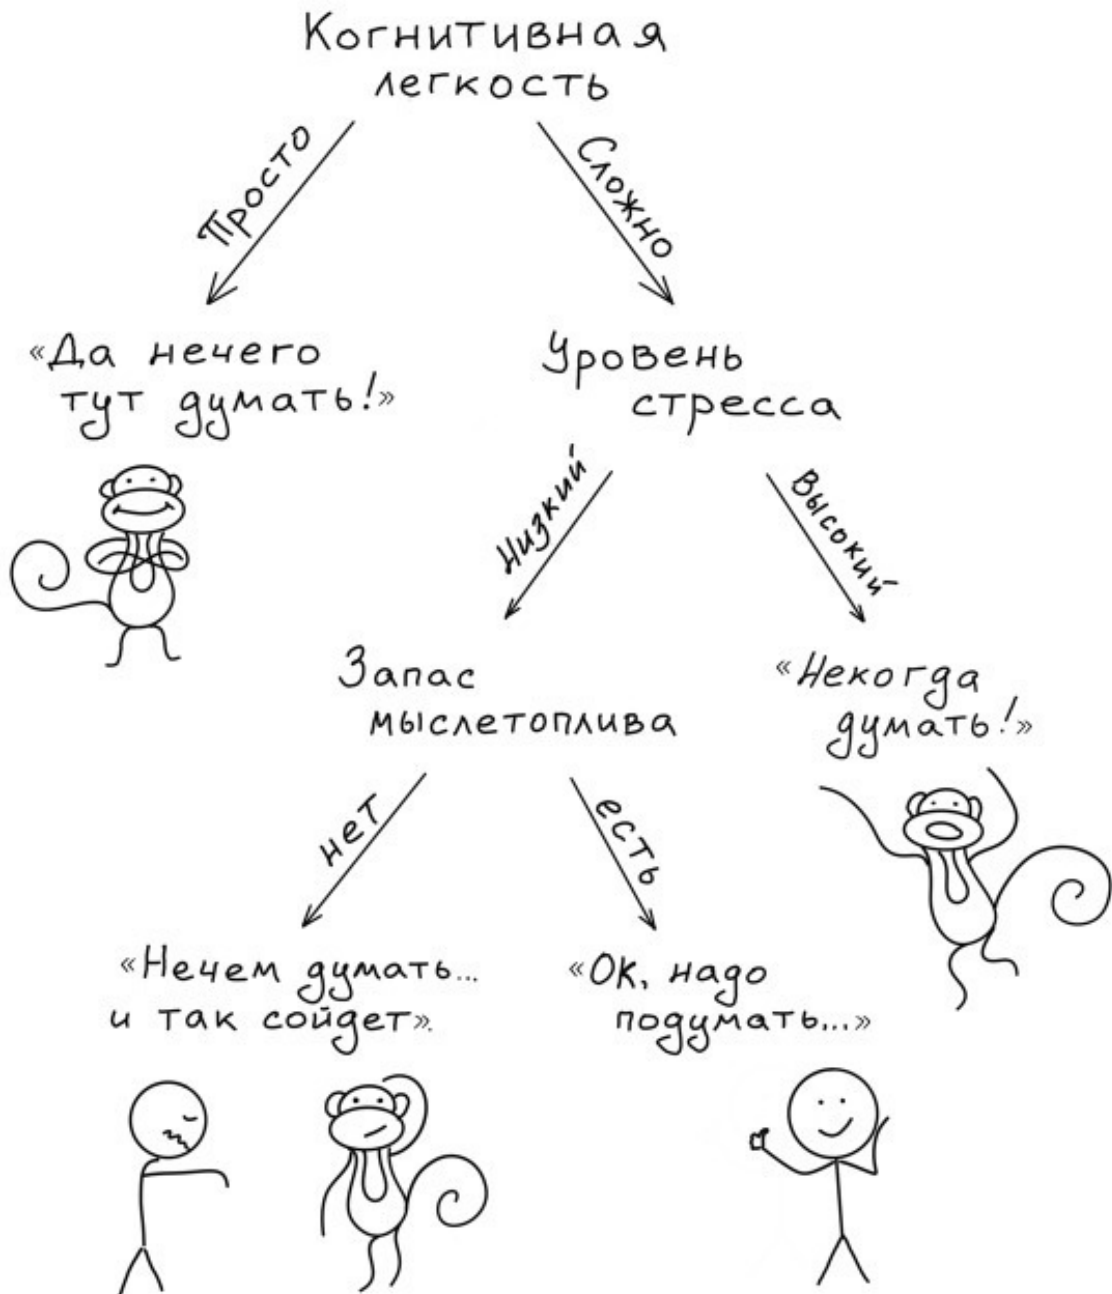 Когнитивная
легкость
Просто
Сложно
«Да нечего
тут думать!»
Уровень
стресса
Низкий
Высокий
Запас
мыслетоплива
«Некогда
думать!»
нет
есть
«Нечем думать...
и так сойдет».
«ОК, надо
подумать...»